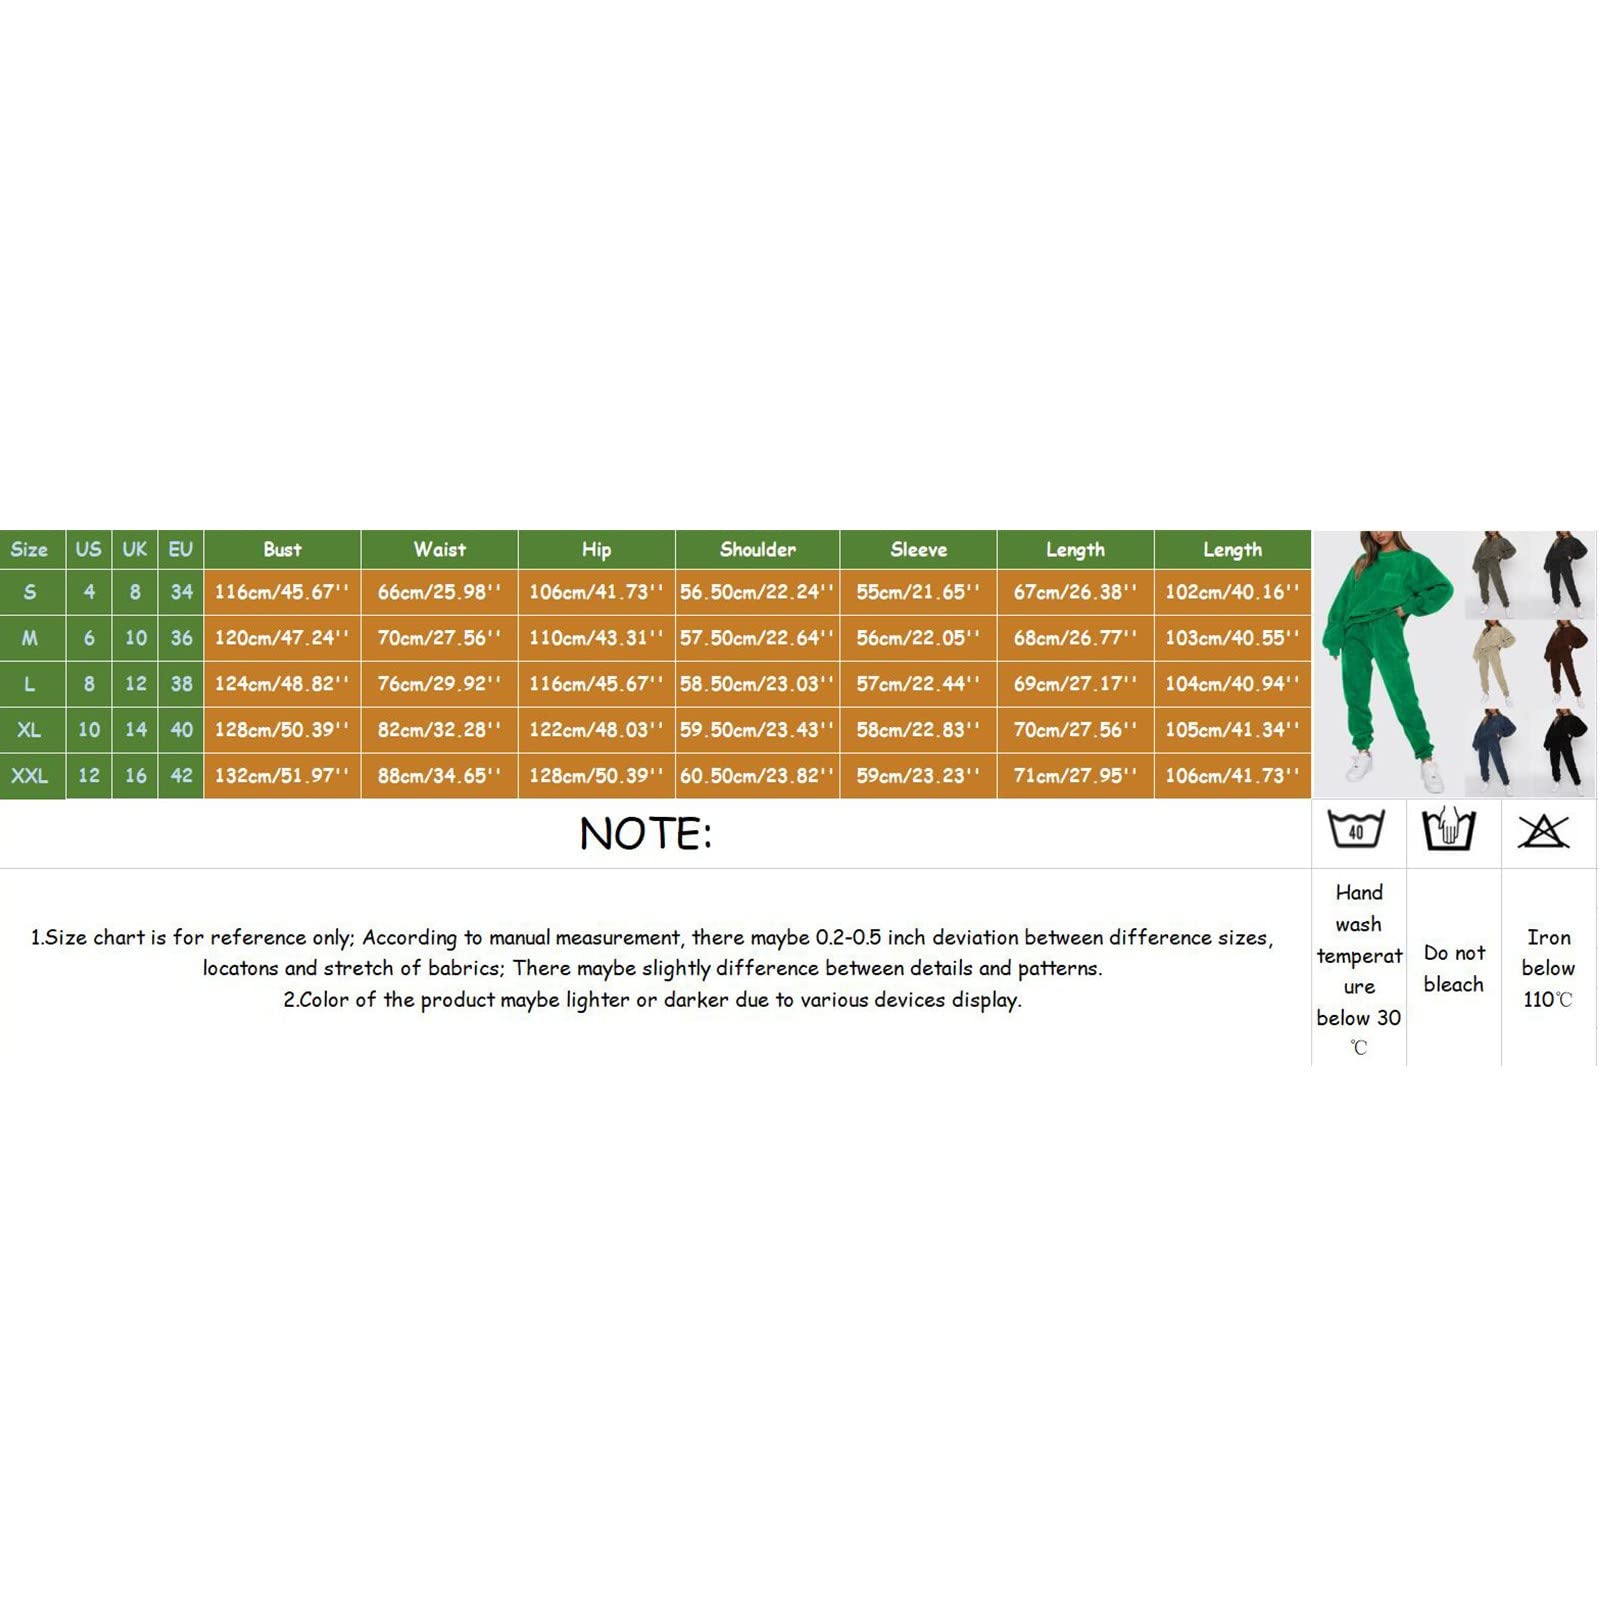 Size US UK EU Bust Waist Hip Shoulder Sleeve Length Length
S 4 8 34 116cm/45.67'' 66cm/25.98'' 106cm/41.73'' 56.50cm/22.24'' 55cm/21.65'' 67cm/26.38'' 102cm/40.16''
M 6 10 36 120cm/47.24'' 70cm/27.56'' 110cm/43.31'' 57.50cm/22.64'' 56cm/22.05'' 68cm/26.77'' 103cm/40.55''
L 8 12 38 124cm/48.82'' 76cm/29.92'' 116cm/45.67'' 58.50cm/23.03'' 57cm/22.44'' 69cm/27.17'' 104cm/40.94''
XL 10 14 40 128cm/50.39'' 82cm/32.28'' 122cm/48.03'' 59.50cm/23.43'' 58cm/22.83'' 70cm/27.56'' 105cm/41.34''
XXL 12 16 42 132cm/51.97'' 88cm/34.65'' 128cm/50.39'' 60.50cm/23.82'' 59cm/23.23'' 71cm/27.95'' 106cm/41.73''
NOTE:
1.Size chart is for reference only; According to manual measurement, there maybe 0.2-0.5 inch deviation between difference sizes,
locatons and stretch of babrics; There maybe slightly difference between details and patterns.
2.Color of the product maybe lighter or darker due to various devices display.
40
Hand
wash
temperat
ure
below 30
℃
Do not
bleach
Iron
below
110℃